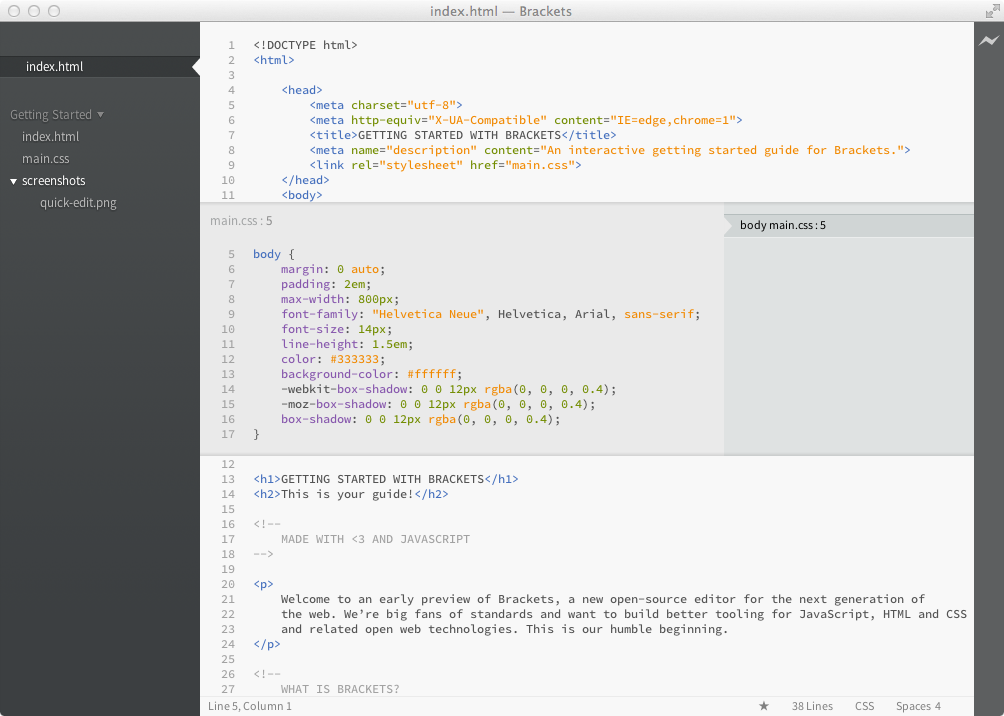 index.html — Brackets
index.html
Getting Started
index.html
main.css
screenshots
quick-edit.png
1 <!DOCTYPE html>
2 <html>
3
4     <head>
5         <meta charset="utf-8">
6         <meta http-equiv="X-UA-Compatible" content="IE=edge,chrome=1">
7         <title>GETTING STARTED WITH BRACKETS</title>
8         <meta name="description" content="An interactive getting started guide for Brackets.">
9         <link rel="stylesheet" href="main.css">
10     </head>
11     <body>
main.css : 5
body main.css : 5
5 body {
6     margin: 0 auto;
7     padding: 2em;
8     max-width: 800px;
9     font-family: "Helvetica Neue", Helvetica, Arial, sans-serif;
10     font-size: 14px;
11     line-height: 1.5em;
12     color: #333333;
13     background-color: #ffffff;
14     -webkit-box-shadow: 0 0 12px rgba(0, 0, 0, 0.4);
15     -moz-box-shadow: 0 0 12px rgba(0, 0, 0, 0.4);
16     box-shadow: 0 0 12px rgba(0, 0, 0, 0.4);
17 }
12
13 <h1>GETTING STARTED WITH BRACKETS</h1>
14 <h2>This is your guide!</h2>
15
16 <!--
17     MADE WITH <3 AND JAVASCRIPT
18 -->
19
20 <p>
21     Welcome to an early preview of Brackets, a new open-source editor for the next generation of
22     the web. We’re big fans of standards and want to build better tooling for JavaScript, HTML and CSS
23     and related open web technologies. This is our humble beginning.
24 </p>
25
26 <!--
27     WHAT IS BRACKETS?
Line 5, Column 1
38 Lines
CSS
Spaces 4